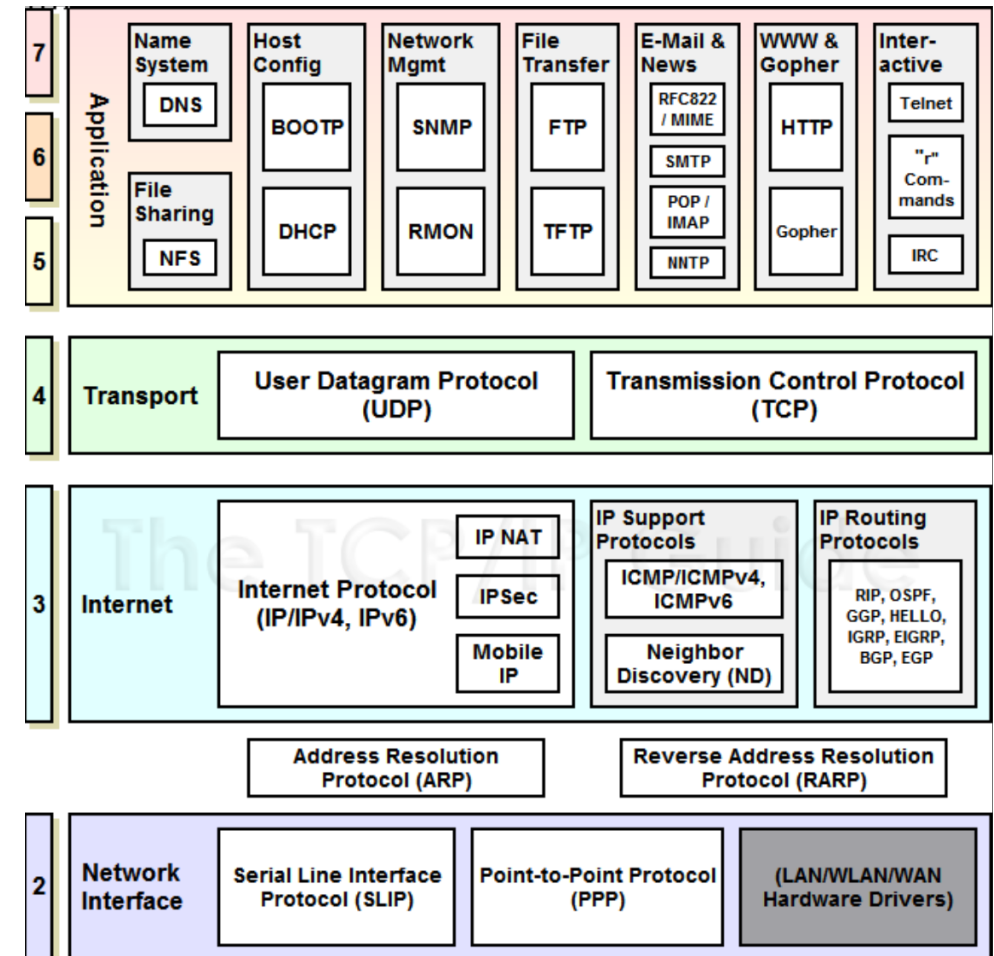 7
6
5
Application
Name
System
DNS
File
Sharing
NFS
Host
Config
BOOTP
DHCP
Network
Mgmt
SNMP
RMON
File
Transfer
FTP
TFTP
E-Mail &
News
RFC822
/ MIME
SMTP
POP /
IMAP
NNTP
WWW &
Gopher
HTTP
Gopher
Inter-
active
Telnet
"r"
Com-
mands
IRC
4
Transport
User Datagram Protocol
(UDP)
Transmission Control Protocol
(TCP)
The TCP/IP Guide
3
Internet
Internet Protocol
(IP/IPv4, IPv6)
IP NAT
IPSec
Mobile
IP
IP Support
Protocols
ICMP/ICMPv4,
ICMPv6
Neighbor
Discovery (ND)
IP Routing
Protocols
RIP, OSPF,
GGP, HELLO,
IGRP, EIGRP,
BGP, EGP
Address Resolution
Protocol (ARP)
Reverse Address Resolution
Protocol (RARP)
2
Network
Interface
Serial Line Interface
Protocol (SLIP)
Point-to-Point Protocol
(PPP)
(LAN/WLAN/WAN
Hardware Drivers)